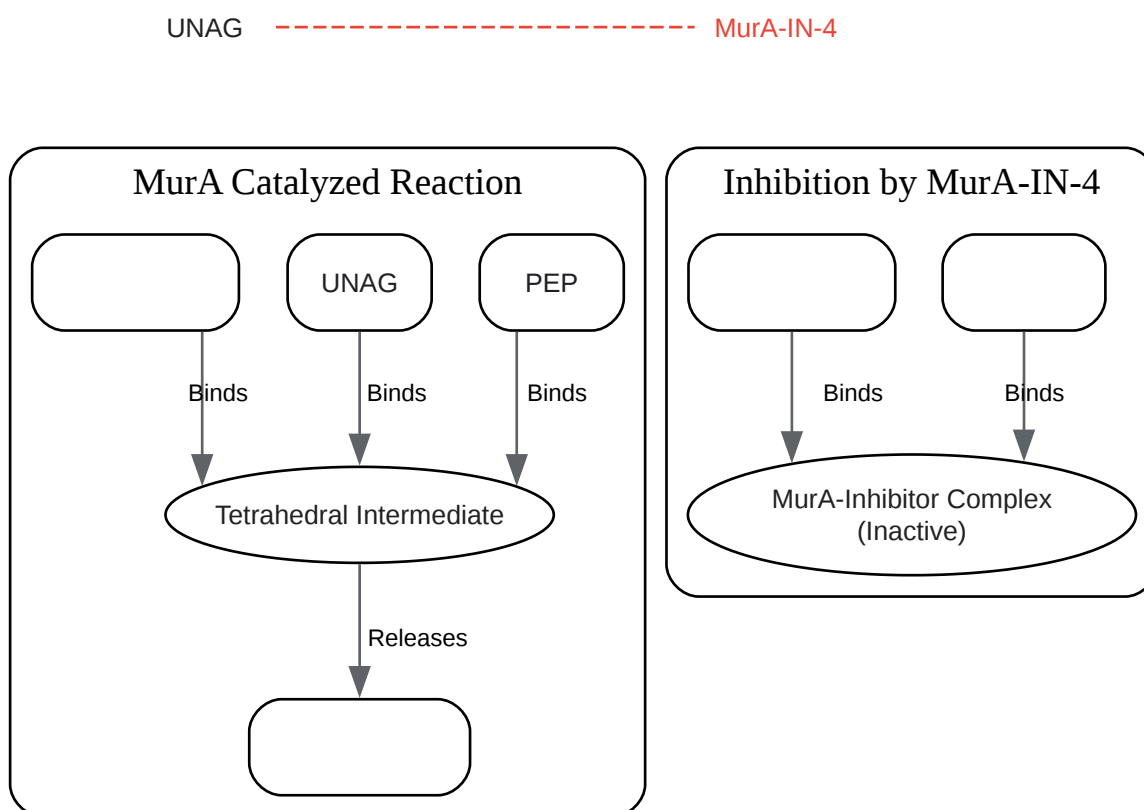 UNAG MurA-IN-4
MurA Catalyzed Reaction
UNAG PEP
Binds Binds Binds
Tetrahedral Intermediate
Releases
Inhibition by MurA-IN-4
Binds Binds
MurA-Inhibitor Complex
(Inactive)